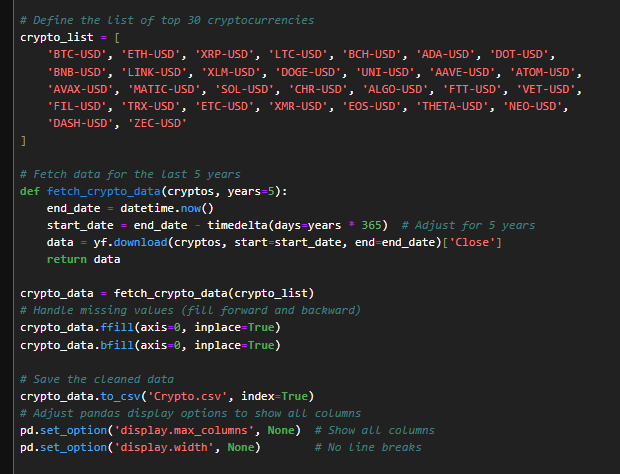 # Define the list of top 30 cryptocurrencies
crypto_list = [
    'BTC-USD', 'ETH-USD', 'XRP-USD', 'LTC-USD', 'BCH-USD', 'ADA-USD', 'DOT-USD',
    'BNB-USD', 'LINK-USD', 'XLM-USD', 'DOGE-USD', 'UNI-USD', 'AAVE-USD', 'ATOM-USD',
    'AVAX-USD', 'MATIC-USD', 'SOL-USD', 'CHR-USD', 'ALGO-USD', 'FTT-USD', 'VET-USD',
    'FIL-USD', 'TRX-USD', 'ETC-USD', 'XMR-USD', 'EOS-USD', 'THETA-USD', 'NEO-USD',
    'DASH-USD', 'ZEC-USD'
]

# Fetch data for the last 5 years
def fetch_crypto_data(cryptos, years=5):
    end_date = datetime.now()
    start_date = end_date - timedelta(days=years * 365)  # Adjust for 5 years
    data = yf.download(cryptos, start=start_date, end=end_date)['Close']
    return data

crypto_data = fetch_crypto_data(crypto_list)
# Handle missing values (fill forward and backward)
crypto_data.ffill(axis=0, inplace=True)
crypto_data.bfill(axis=0, inplace=True)

# Save the cleaned data
crypto_data.to_csv('Crypto.csv', index=True)
# Adjust pandas display options to show all columns
pd.set_option('display.max_columns', None)  # Show all columns
pd.set_option('display.width', None)        # No line breaks